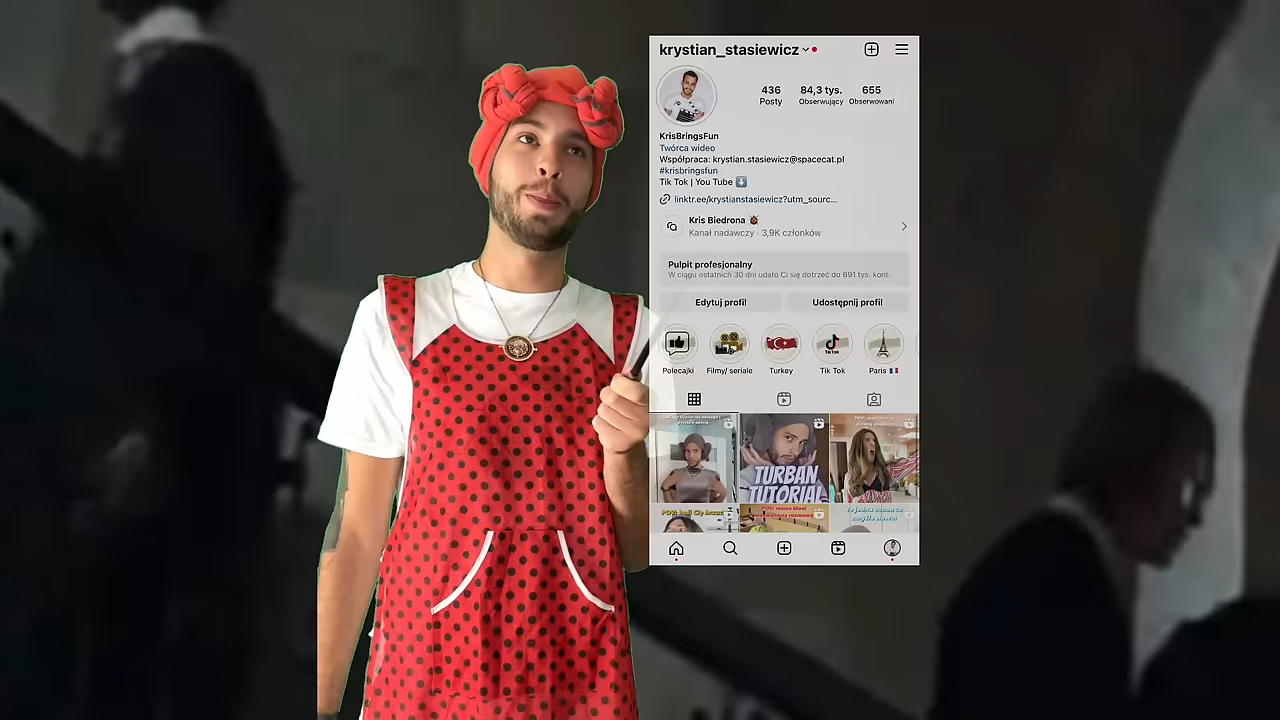 krystian_stasiewicz
436 84,3 tys. 655
Posty Obserwujący Obserwowani
KrisBringsFun
Twórca wideo
Współpraca: krystian.stasiewicz@spacecat.pl
#krisbringsfun
Tik Tok | You Tube ⬇️
linktr.ee/krystianstasiewicz?utm_sourc...
Kris Biedrona 🐞
Kanał nadawczy · 3,9K członków
Pulpit profesjonalny
W ciągu ostatnich 30 dni udało Ci się dotrzeć do 691 tys. kont.
Edytuj profil Udostępnij profil
Polecajki Filmy/ seriale Turkey Tik Tok Paris 🇫🇷
TURBAN
TUTORIAL